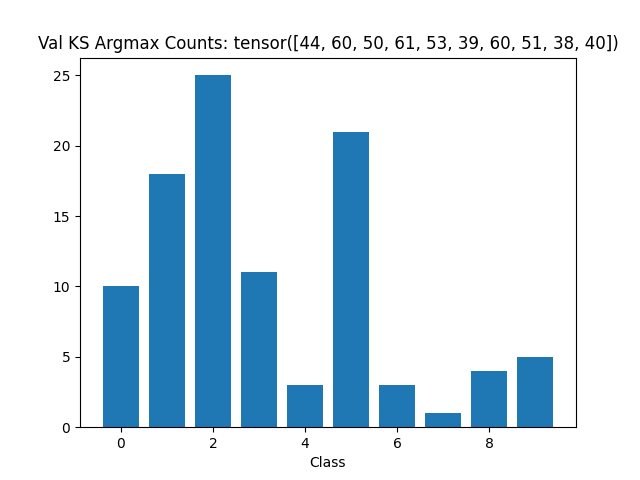 Val KS Argmax Counts: tensor([44, 60, 50, 61, 53, 39, 60, 51, 38, 40])
25
20
15
10
5
0
0 2 4 6 8
Class